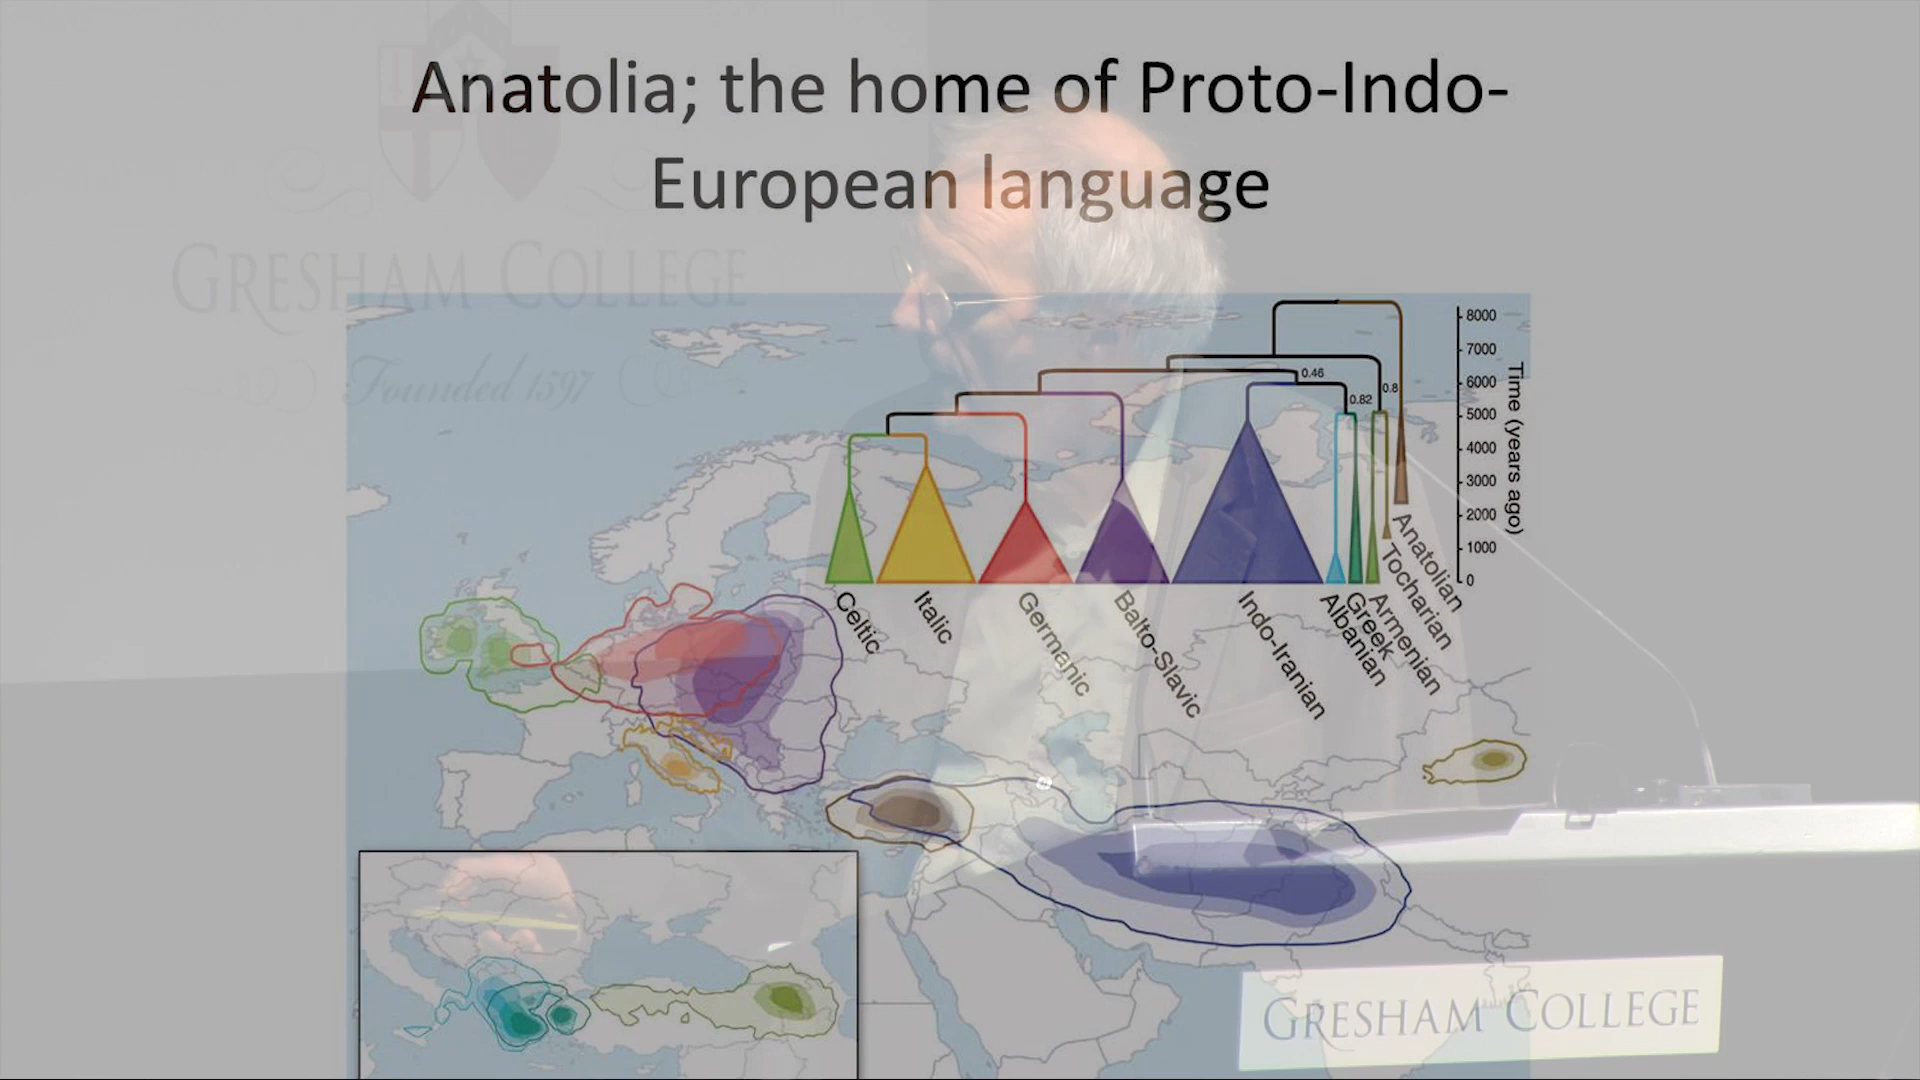 Anatolia; the home of Proto-Indo-
European language
GRESHAM COLLEGE
Founded 1597
8000
7000
6000
5000
4000
3000
2000
1000
0
Time (years ago)
0.46
0.8
0.82
Celtic
Italic
Germanic
Balto-Slavic
Indo-Iranian
Albanian
Greek
Armenian
Tocharian
Anatolian
GRESHAM COLLEGE